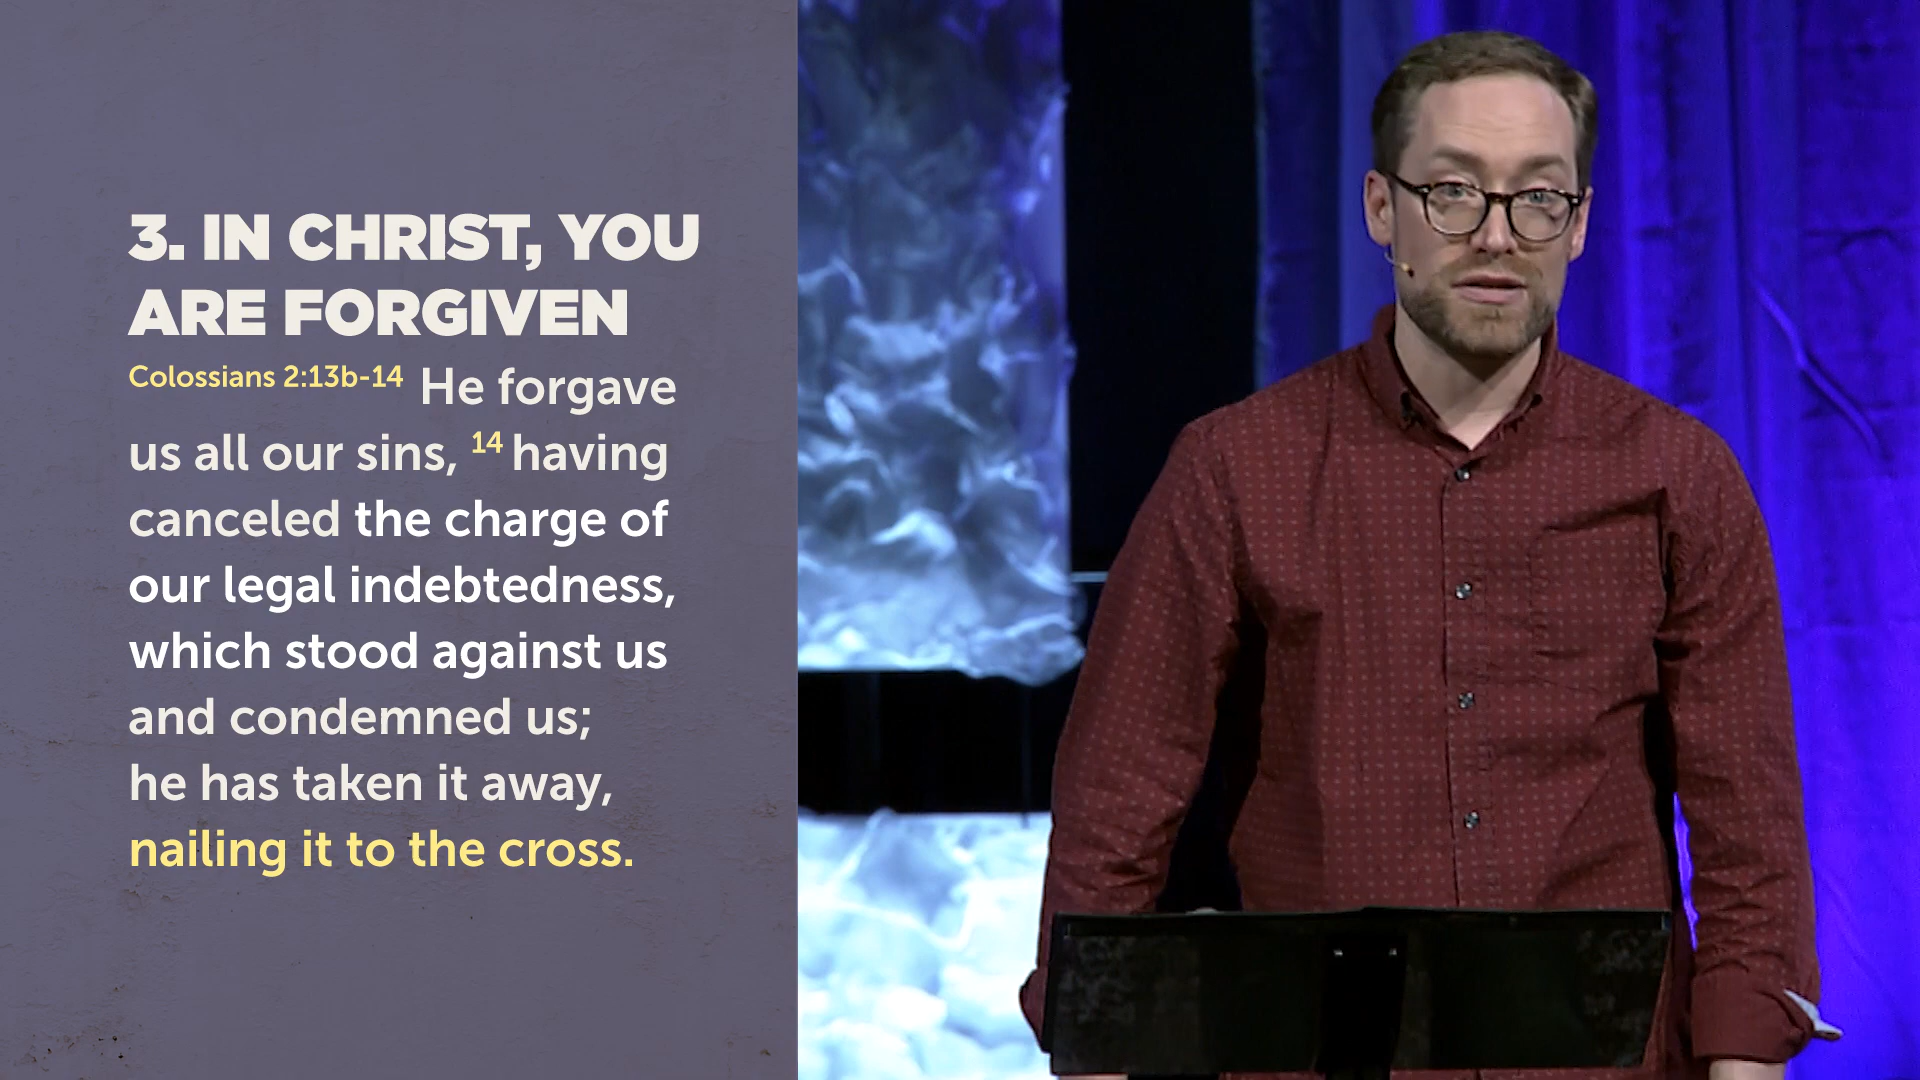 3. IN CHRIST, YOU
ARE FORGIVEN
Colossians 2:13b-14 He forgave
us all our sins, 14 having
canceled the charge of
our legal indebtedness,
which stood against us
and condemned us;
he has taken it away,
nailing it to the cross.